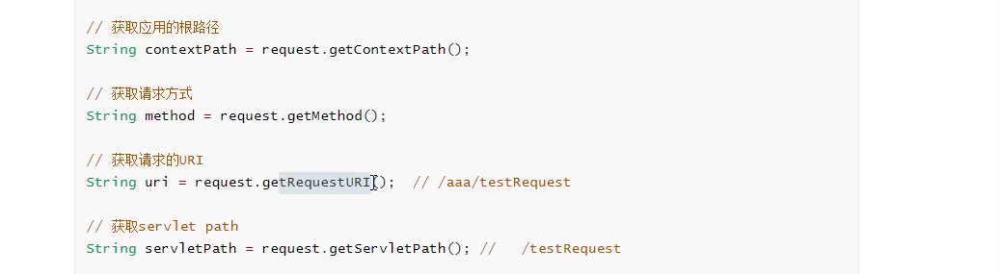 // 获取应用的根路径
String contextPath = request.getContextPath();
// 获取请求方式
String method = request.getMethod();
// 获取请求的URI
String uri = request.getRequestURI();  // /aaa/testRequest
// 获取servlet path
String servletPath = request.getServletPath(); //   /testRequest